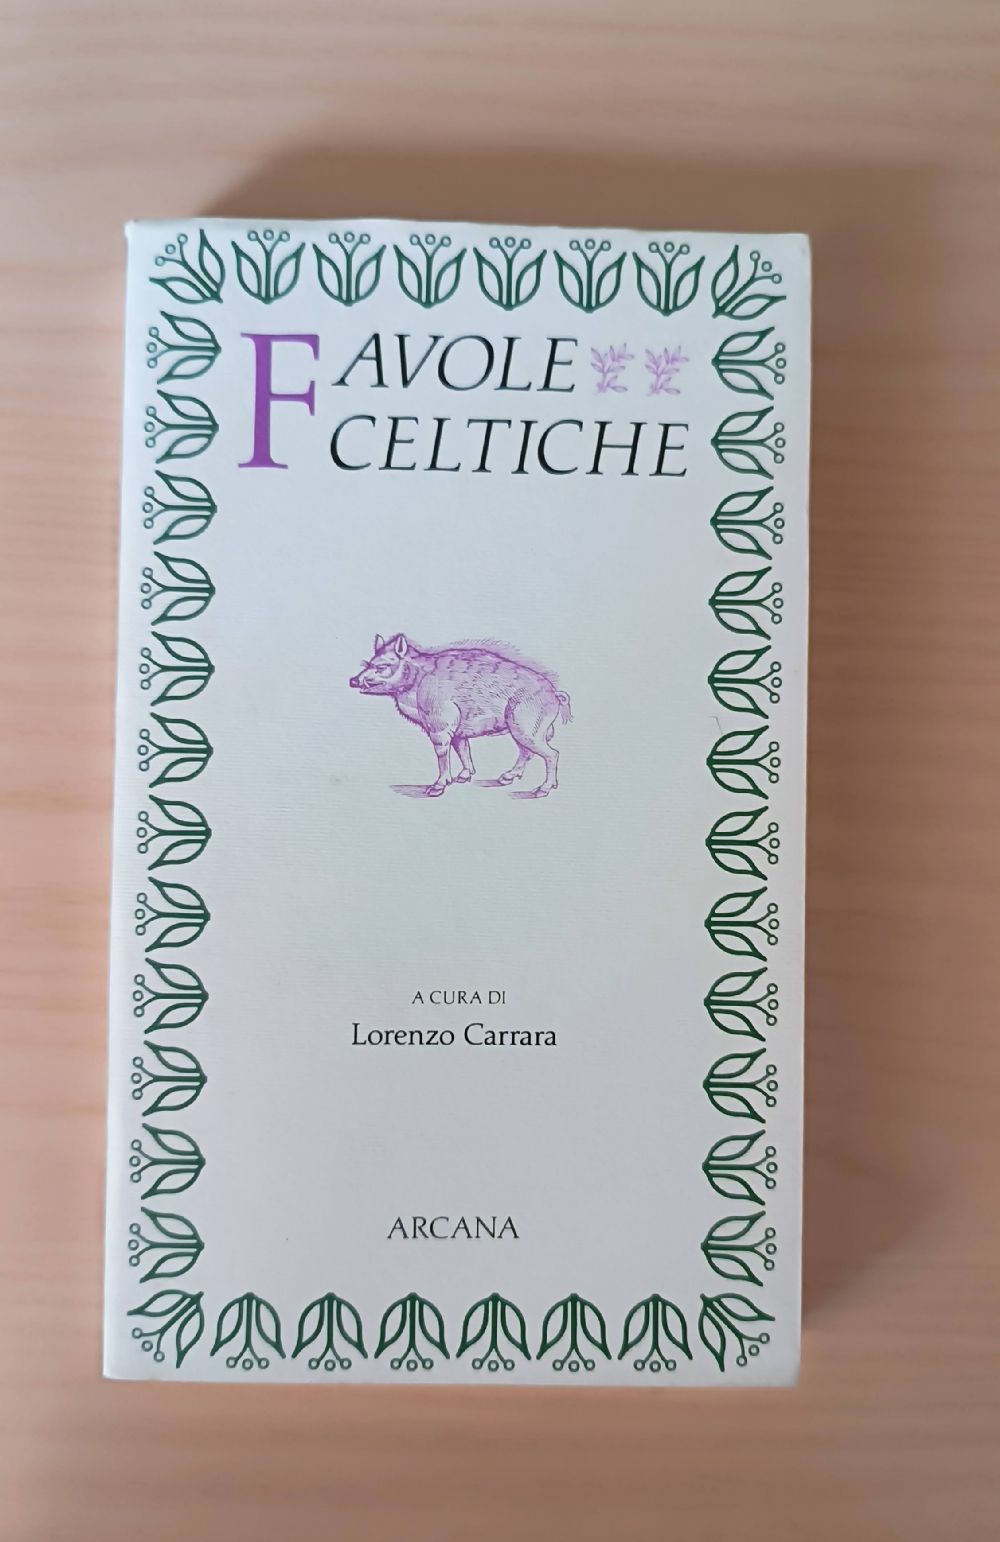 FAVOLE
CELTICHE
A CURA DI
Lorenzo Carrara
ARCANA